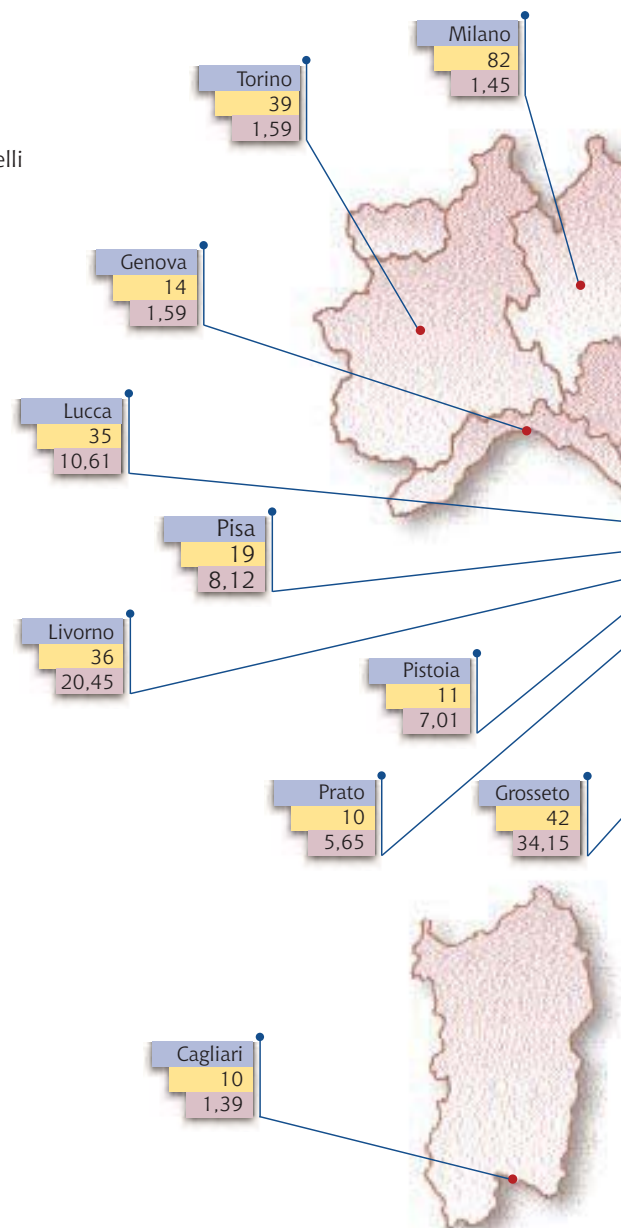 Milano
82
1,45
Torino
39
1,59
elli
Genova
14
1,59
Lucca
35
10,61
Pisa
19
8,12
Livorno
36
20,45
Pistoia
11
7,01
Prato
10
5,65
Grosseto
42
34,15
Cagliari
10
1,39